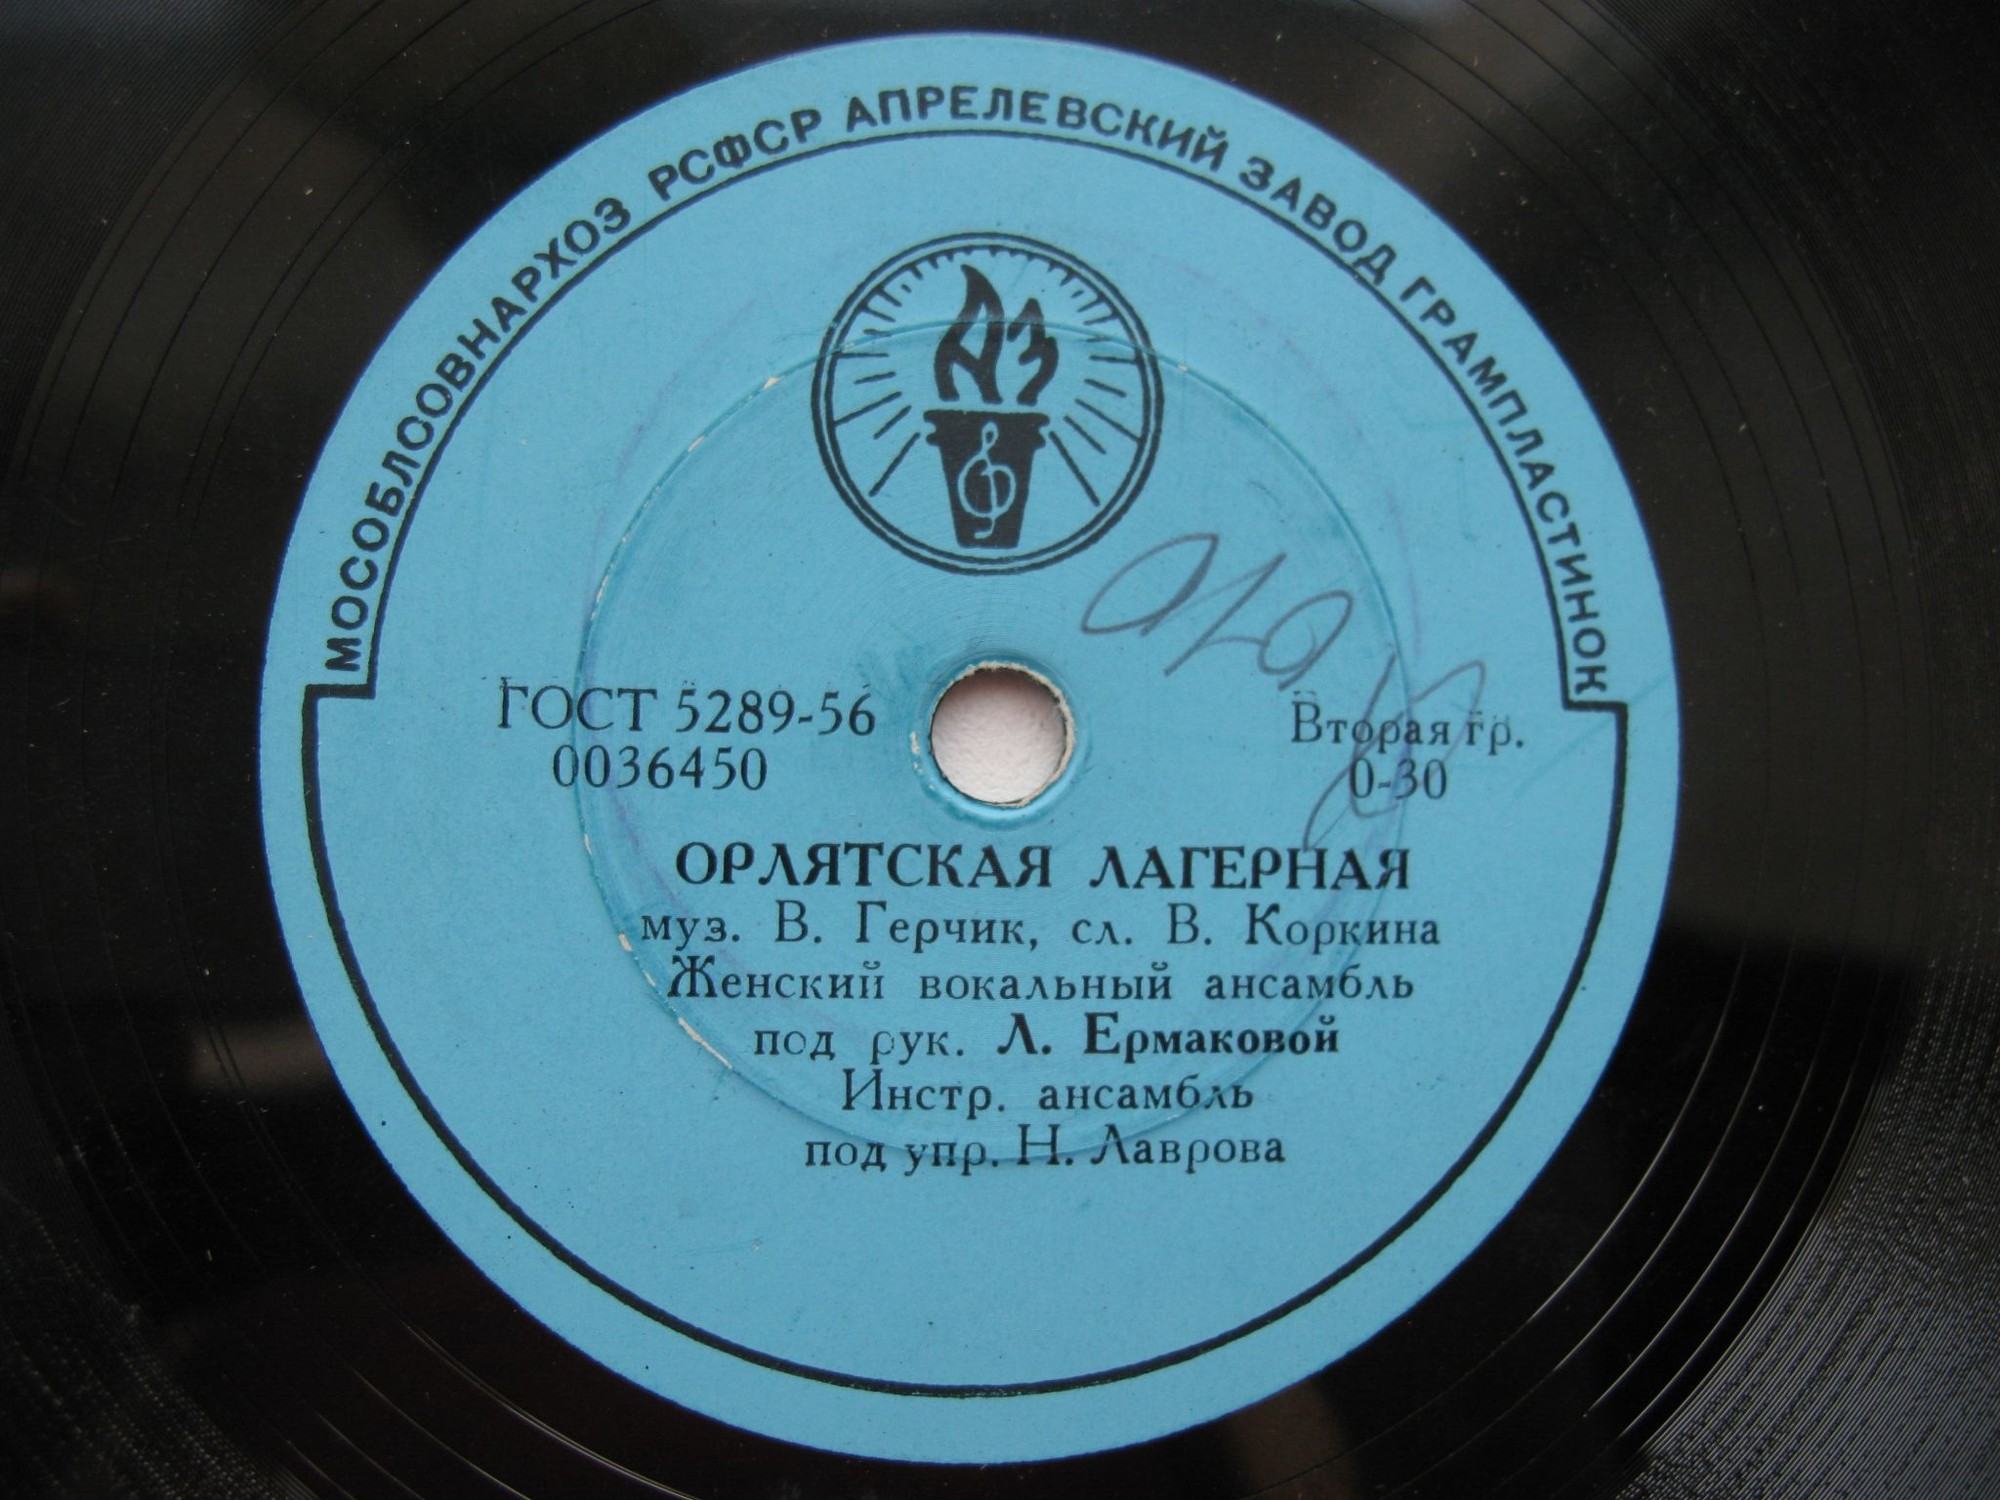 МОСОБЛСОВНАРХОЗ РСФСР АПРЕЛЕВСКИЙ ЗАВОД ГРАМПЛАСТИНОК
АЗ
ГОСТ 5289-56
0036450
Вторая гр.
0-30
ОРЛЯТСКАЯ ЛАГЕРНАЯ
муз. В. Герчик, сл. В. Коркина
Женский вокальный ансамбль
под рук. Л. Ермаковой
Инстр. ансамбль
под упр. Н. Лаврова